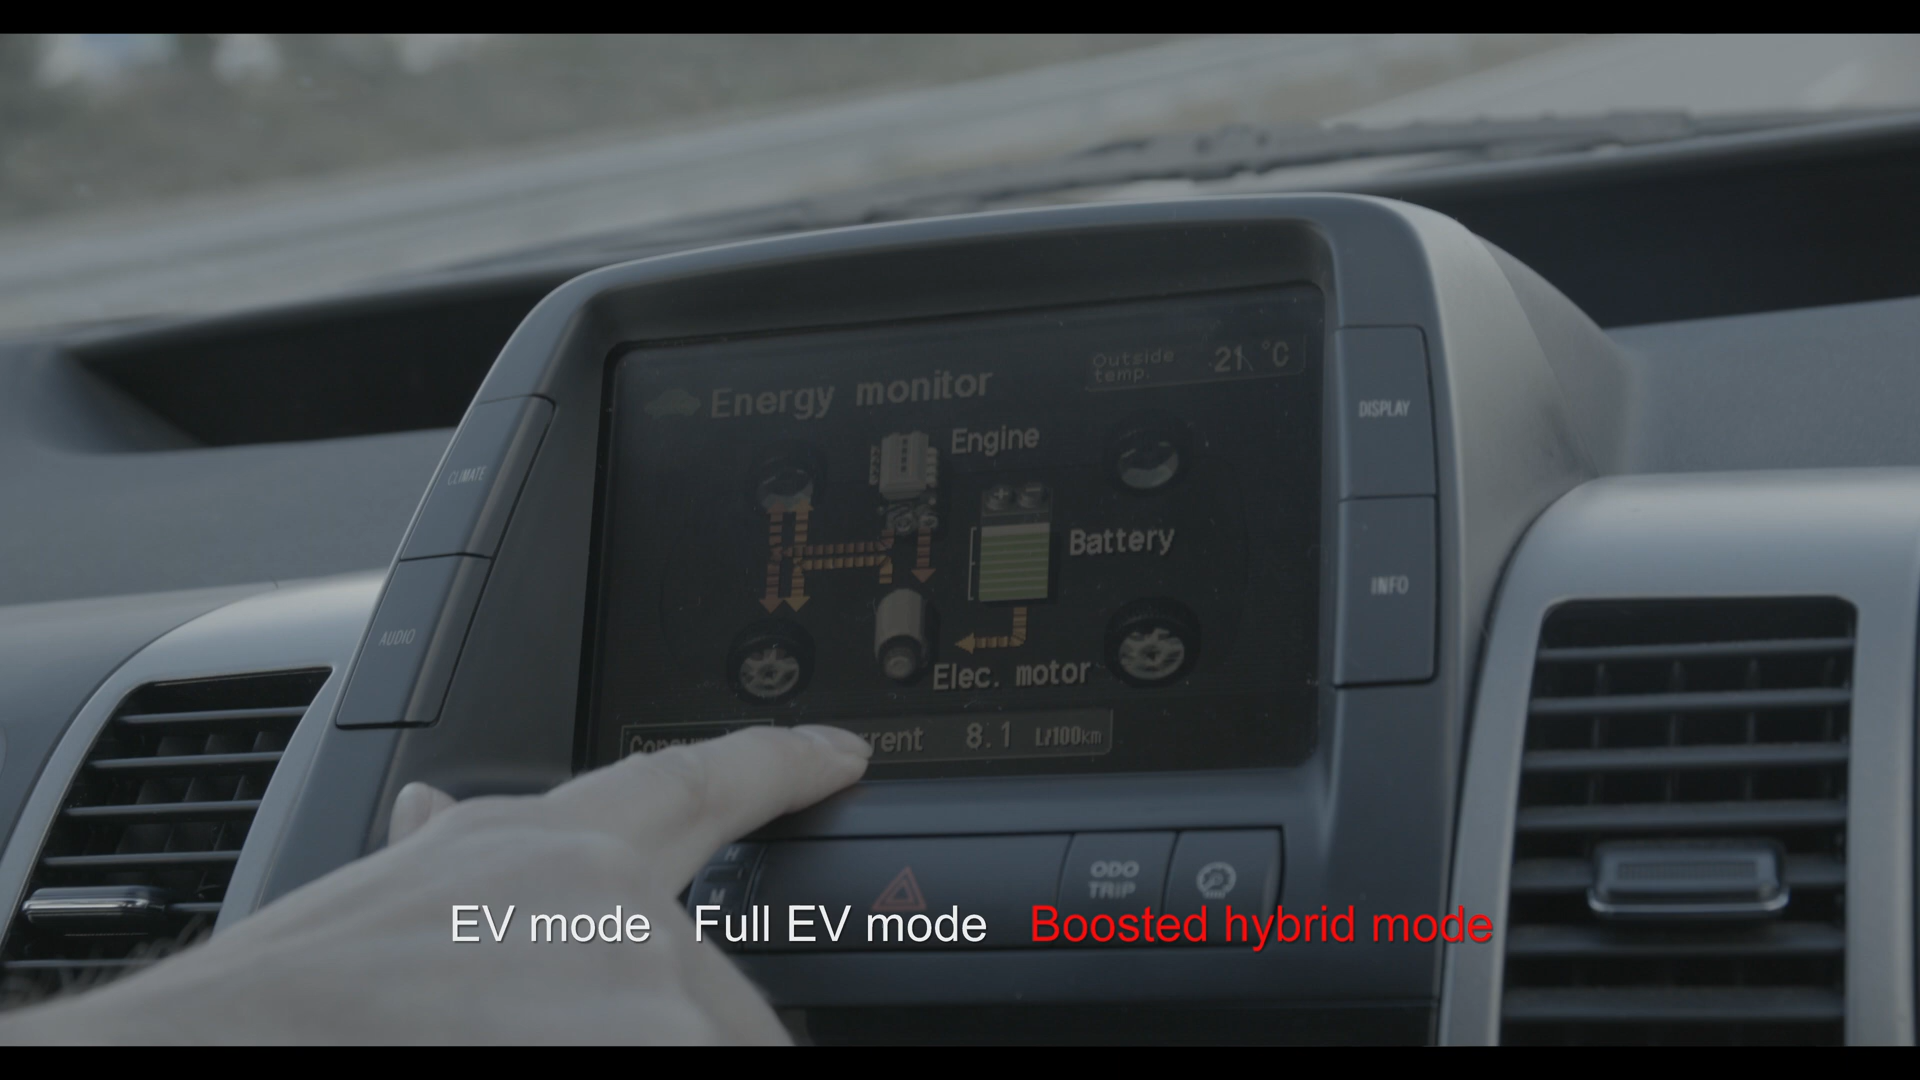 Outside
temp.
21 °C
Energy monitor
Engine
Battery
Elec. motor
8.1 L/100km
DISPLAY
INFO
CLIMATE
AUDIO
H
M
ODO
TRIP
EV mode Full EV mode Boosted hybrid mode